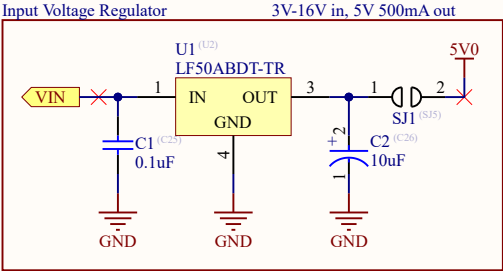 Input Voltage Regulator
3V-16V in, 5V 500mA out
U1 (U2)
LF50ABDT-TR
5V0
VIN
1
IN
OUT
3
1
2
GND
SJ1 (SJ5)
C1 (C25)
0.1uF
4
+
2
C2 (C26)
10uF
1
GND
GND
GND